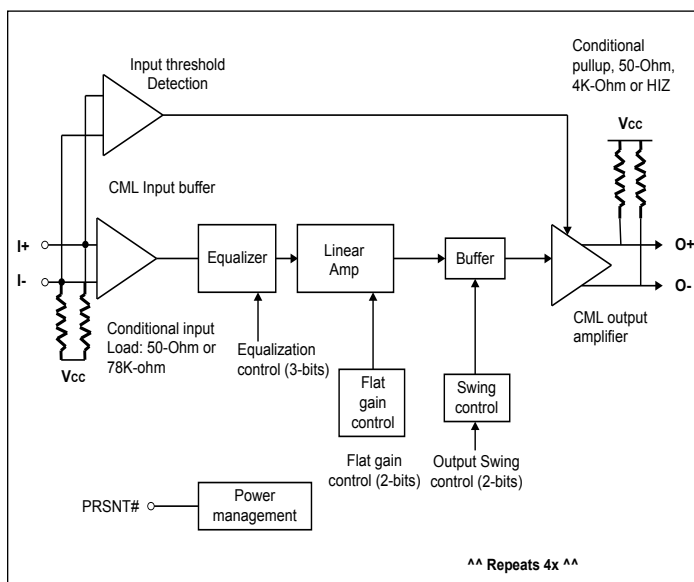 Conditional
pullup, 50-Ohm,
4K-Ohm or HIZ
Input threshold
Detection
Vcc
CML Input buffer
I+
I-
Equalizer
Linear
Amp
Buffer
O+
O-
CML output
amplifier
Conditional input
Load: 50-Ohm or
78K-ohm
Vcc
Equalization
control (3-bits)
Flat
gain
control
Swing
control
Flat gain
control (2-bits)
Output Swing
control (2-bits)
PRSNT#
Power
management
^^ Repeats 4x ^^